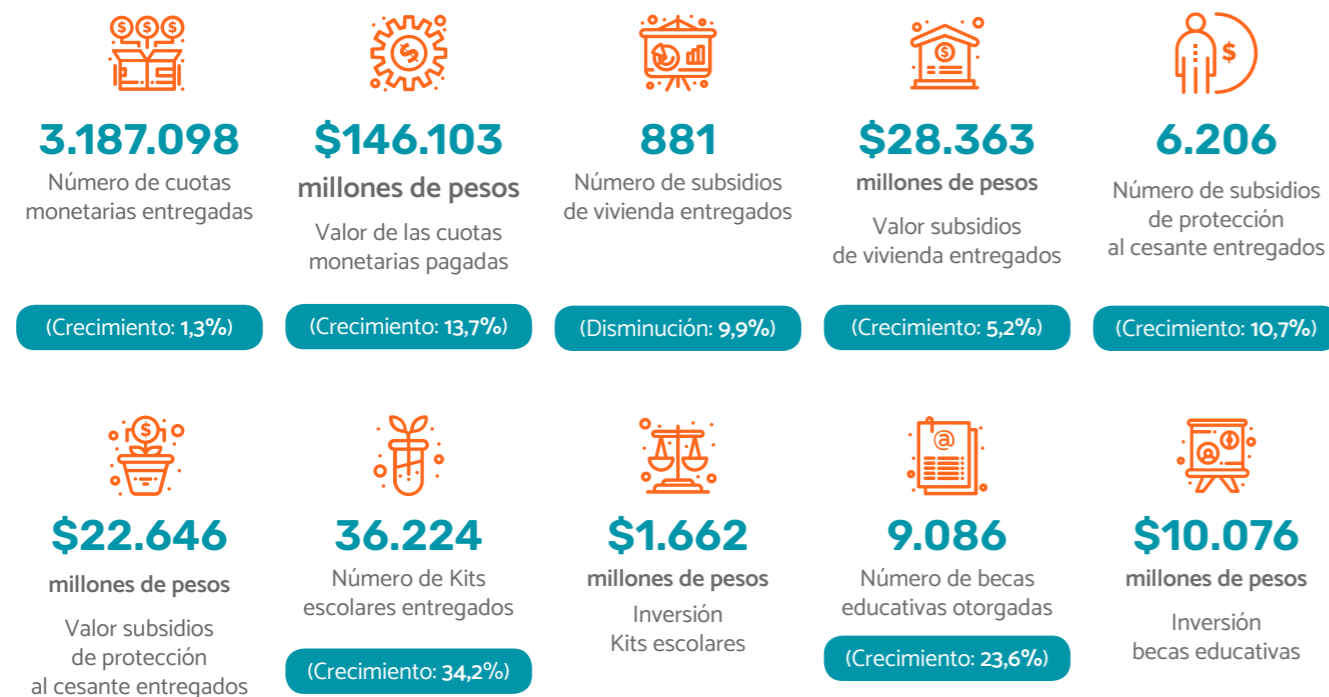 3.187.098
Número de cuotas
monetarias entregadas
(Crecimiento: 1,3%)
$146.103
millones de pesos
Valor de las cuotas
monetarias pagadas
(Crecimiento: 13,7%)
881
Número de subsidios
de vivienda entregados
(Disminución: 9,9%)
$28.363
millones de pesos
Valor subsidios
de vivienda entregados
(Crecimiento: 5,2%)
6.206
Número de subsidios
de protección
al cesante entregados
(Crecimiento: 10,7%)
$22.646
millones de pesos
Valor subsidios
de protección
al cesante entregados
36.224
Número de Kits
escolares entregados
(Crecimiento: 34,2%)
$1.662
millones de pesos
Inversión
Kits escolares
9.086
Número de becas
educativas otorgadas
(Crecimiento: 23,6%)
$10.076
millones de pesos
Inversión
becas educativas